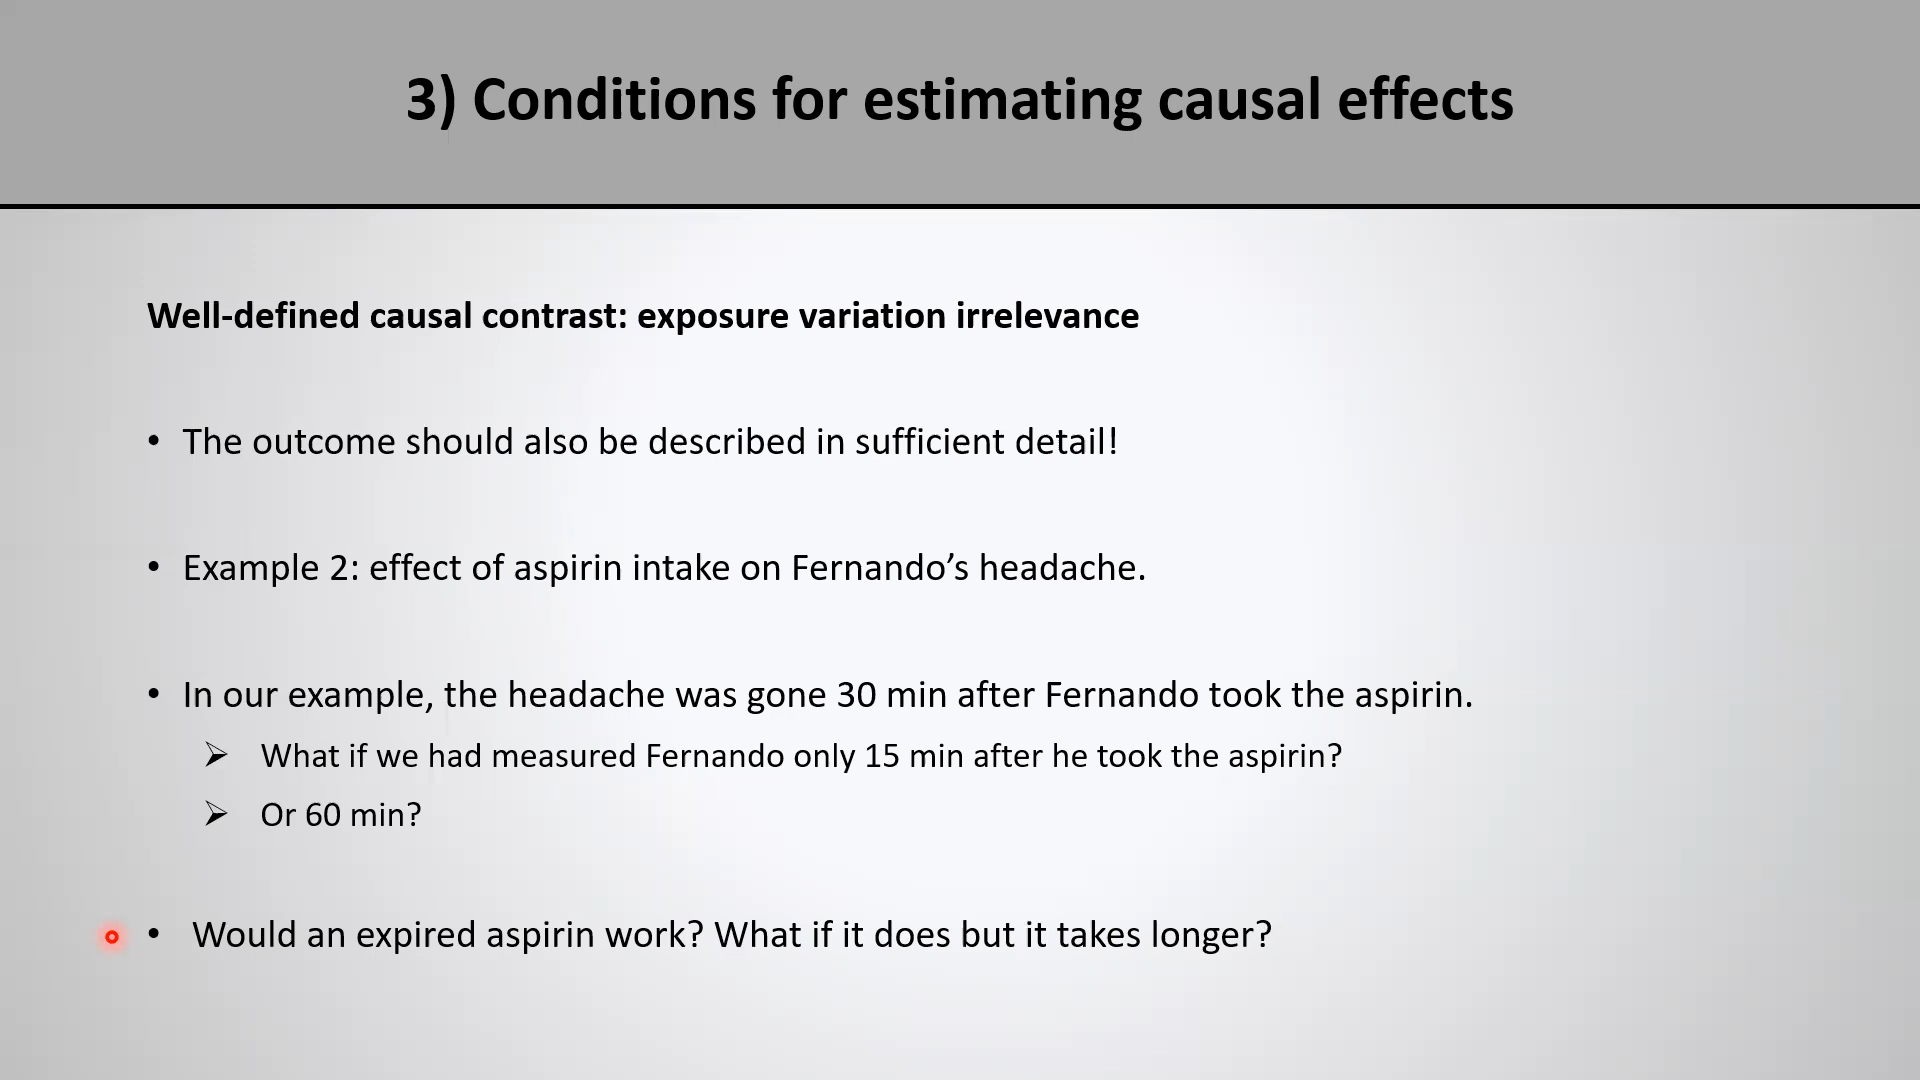 3) Conditions for estimating causal effects
Well-defined causal contrast: exposure variation irrelevance
• The outcome should also be described in sufficient detail!
• Example 2: effect of aspirin intake on Fernando’s headache.
• In our example, the headache was gone 30 min after Fernando took the aspirin.
➢ What if we had measured Fernando only 15 min after he took the aspirin?
➢ Or 60 min?
• Would an expired aspirin work? What if it does but it takes longer?